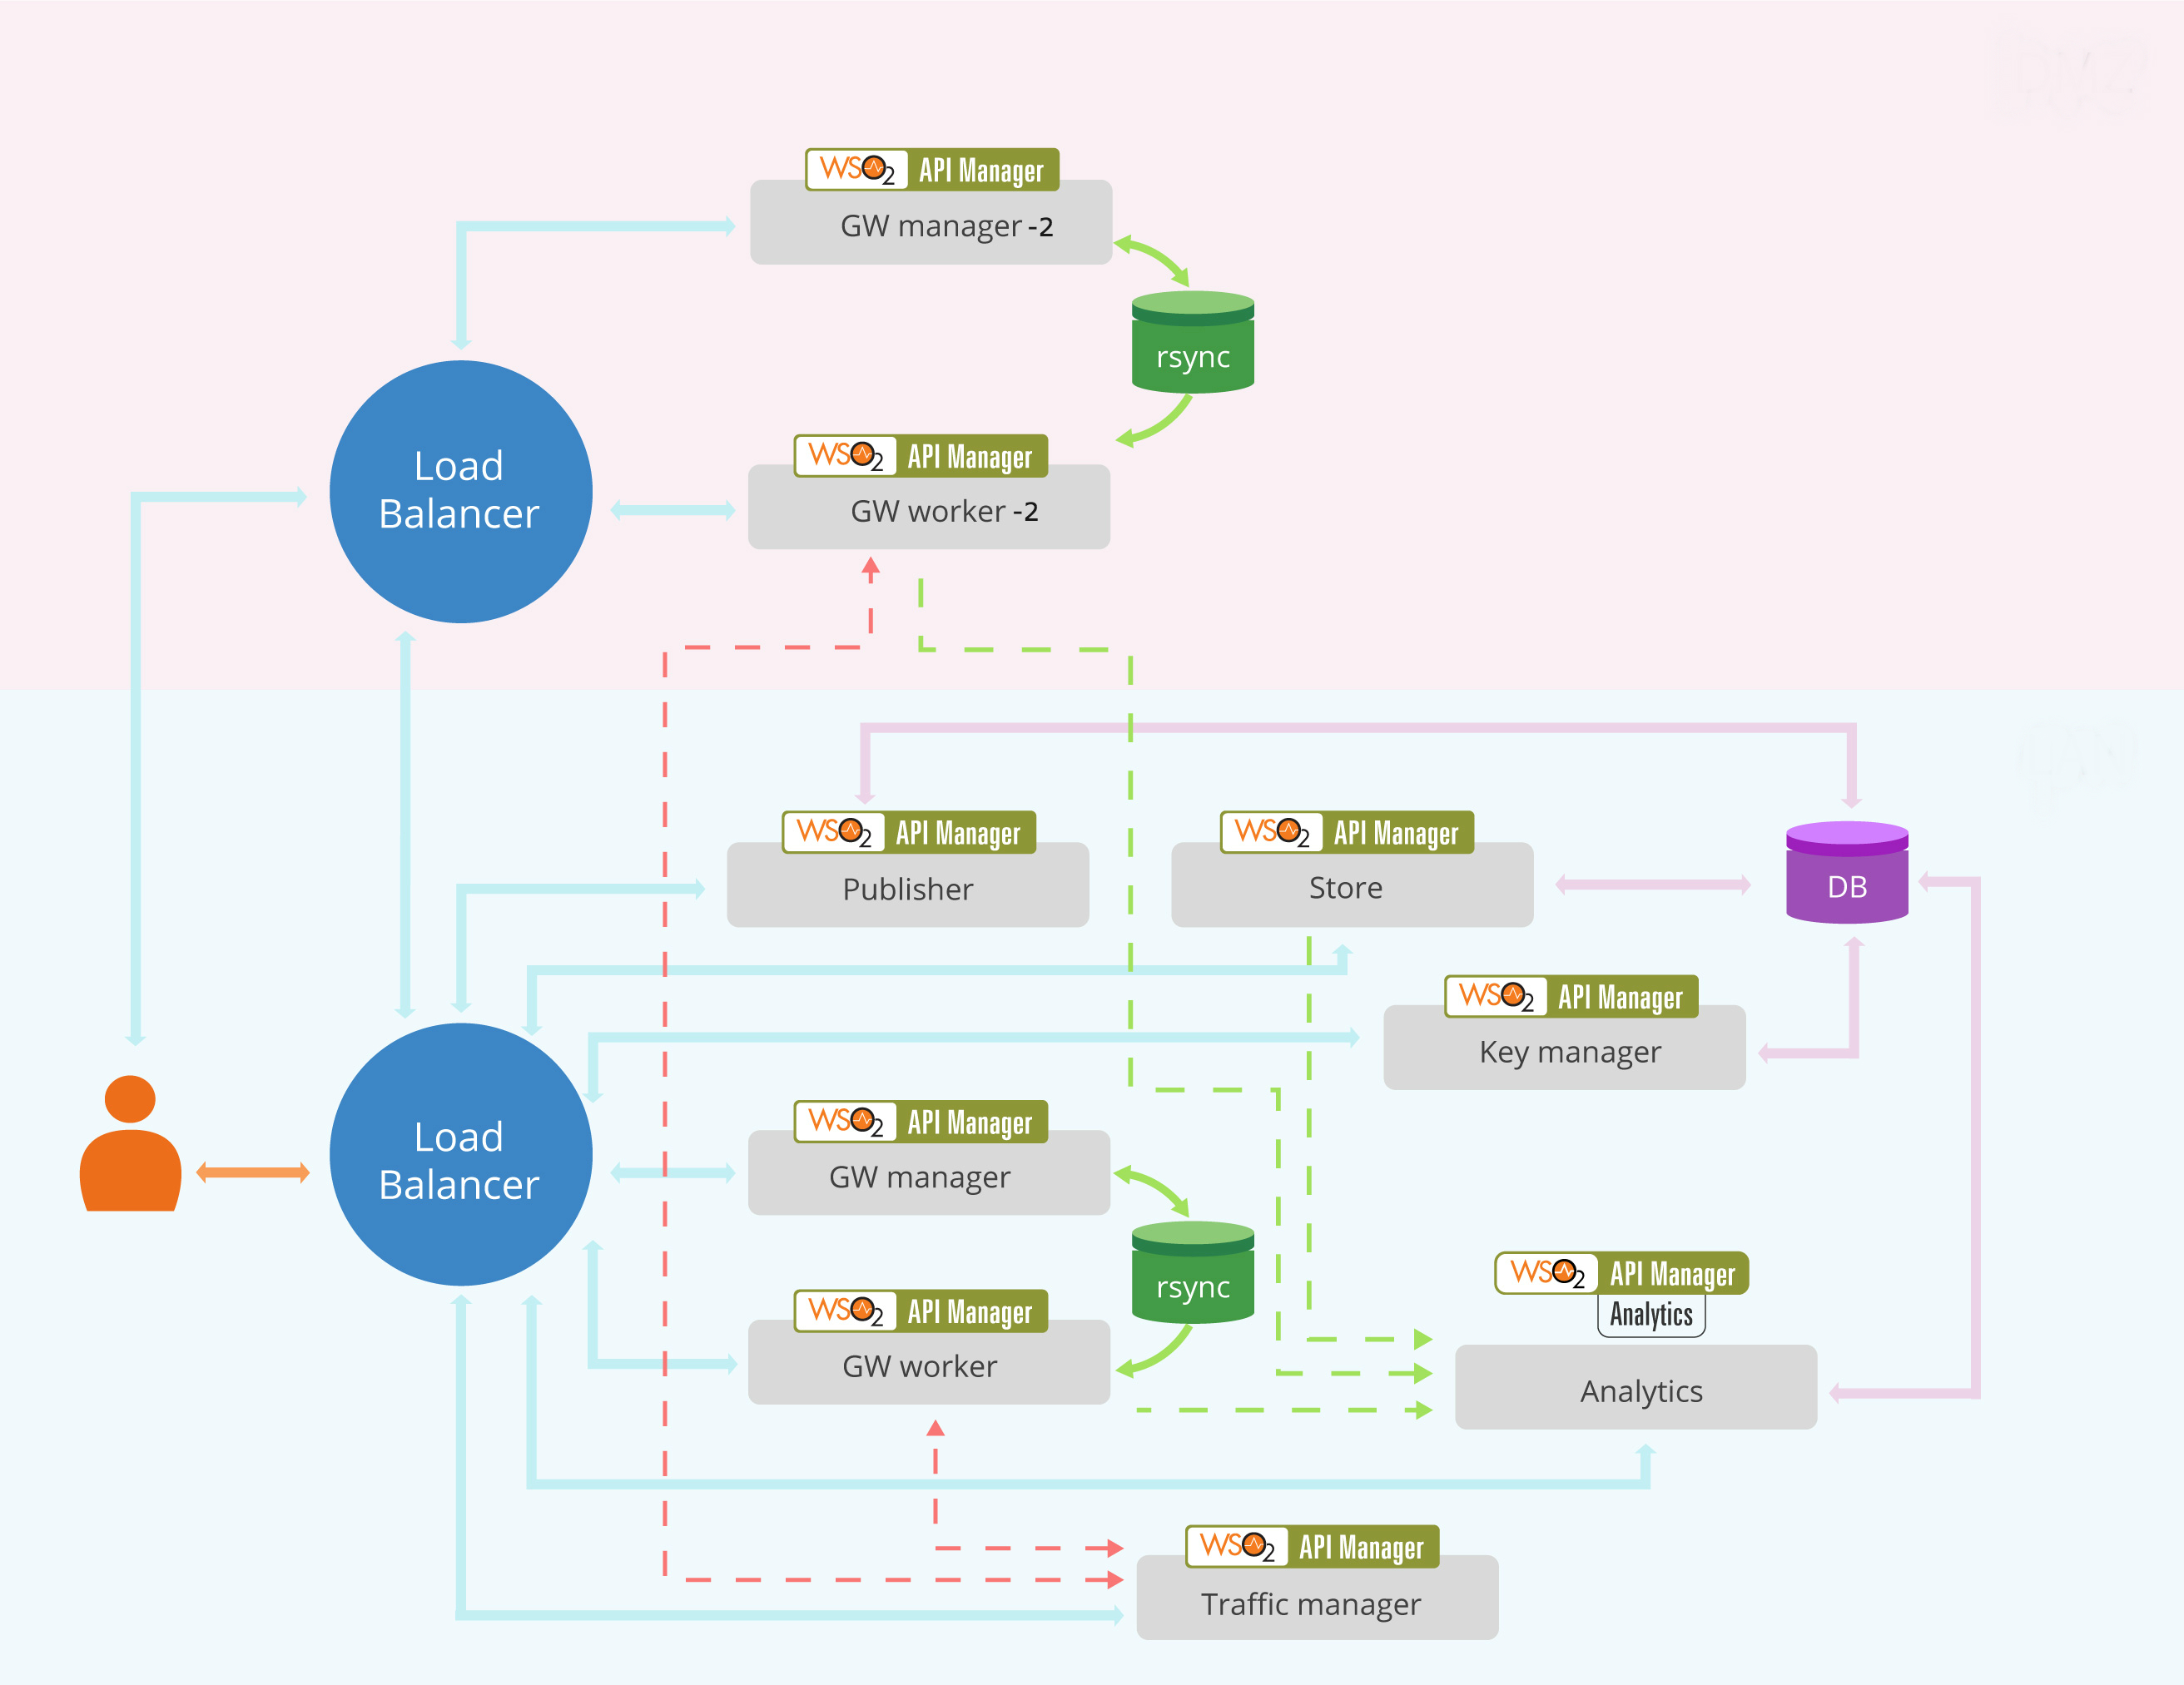 WSO2 API Manager
GW manager -2
rsync
Load
Balancer
WSO2 API Manager
GW worker -2
WSO2 API Manager
Publisher
WSO2 API Manager
Store
DB
WSO2 API Manager
Key manager
Load
Balancer
WSO2 API Manager
GW manager
rsync
WSO2 API Manager
GW worker
WSO2 API Manager
Analytics
Analytics
WSO2 API Manager
Traffic manager